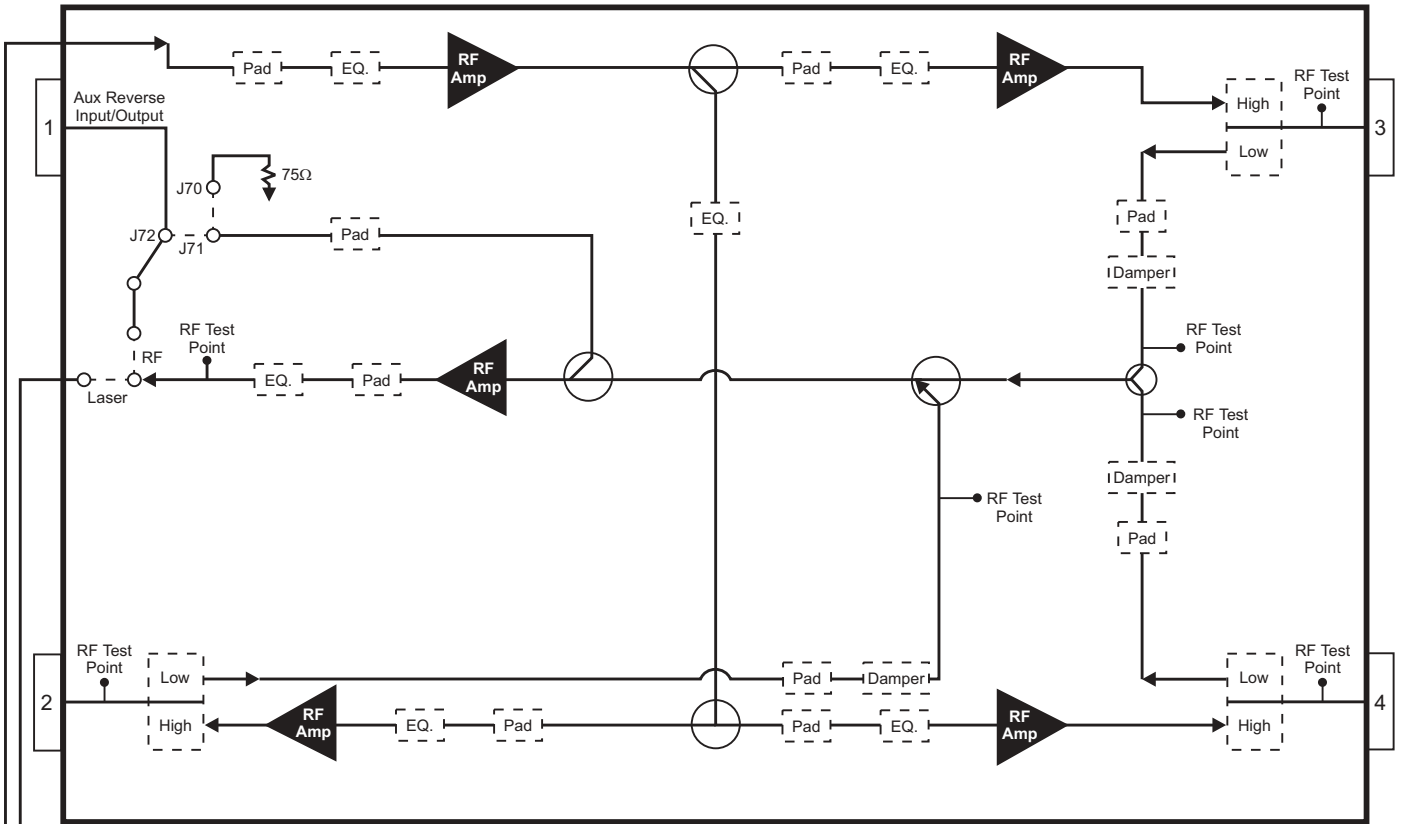 Pad
EQ.
RF
Amp
Pad
EQ.
RF
Amp
RF Test
Point
High
Low
3
1
Aux Reverse
Input/Output
J70
75Ω
J72
J71
Pad
EQ.
Pad
Damper
RF Test
Point
RF Test
Point
RF
Laser
EQ.
Pad
RF
Amp
RF Test
Point
Damper
Pad
RF Test
Point
RF Test
Point
2
Low
High
Pad
Damper
RF
Amp
EQ.
Pad
Pad
EQ.
RF
Amp
Low
High
RF Test
Point
4